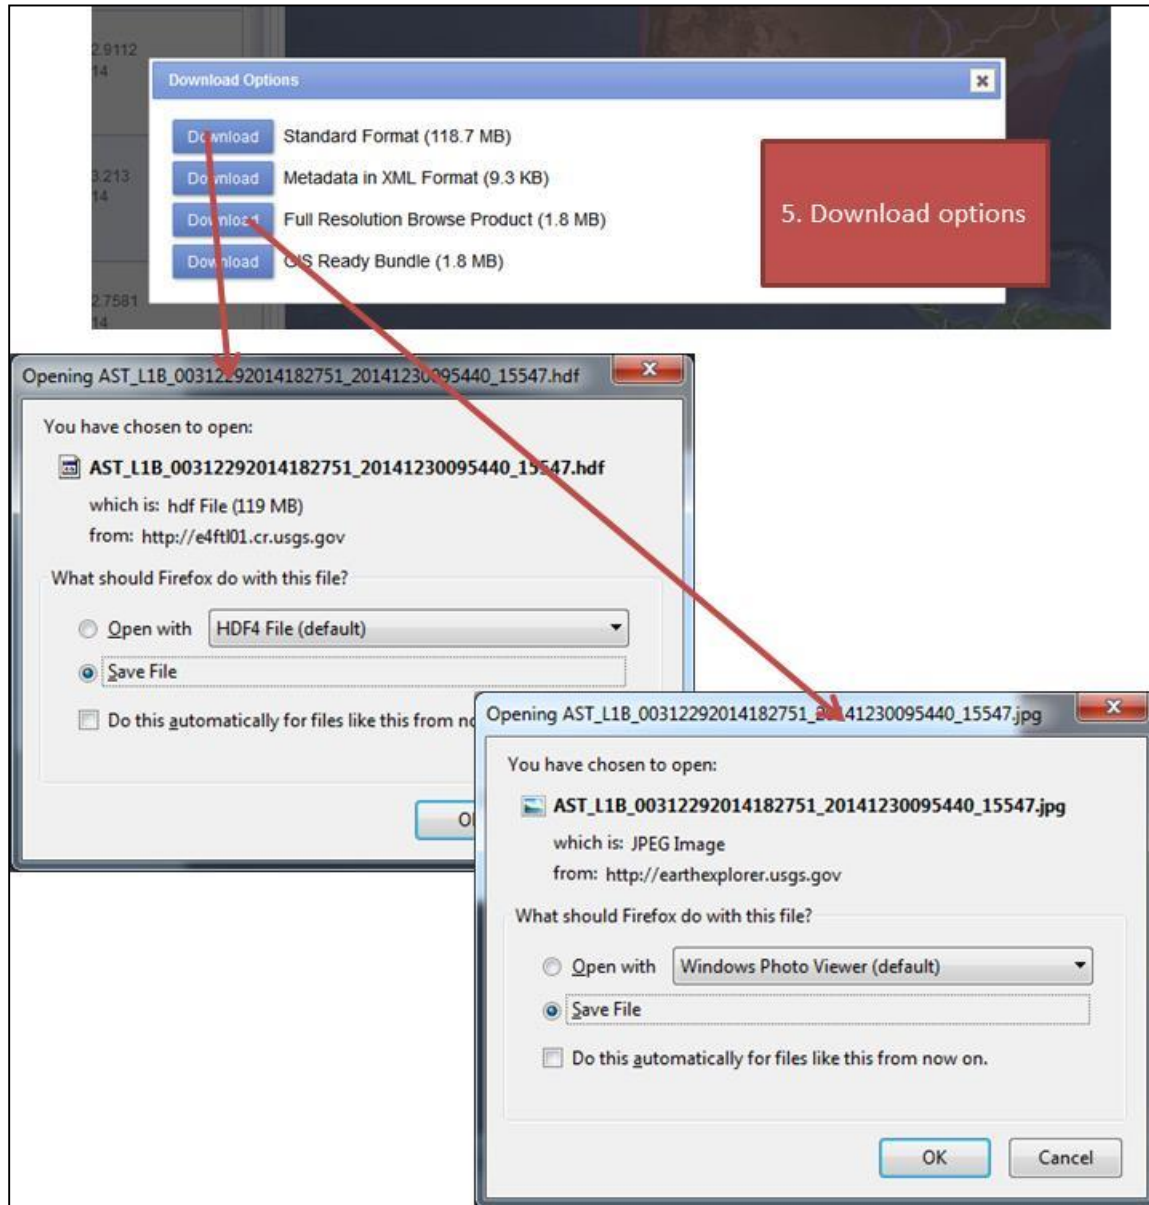 2.9112
14
Download Options
Download Standard Format (118.7 MB)
3.213
14
Download Metadata in XML Format (9.3 KB)
Download Full Resolution Browse Product (1.8 MB)
5. Download options
Download GIS Ready Bundle (1.8 MB)
2.7581
14
Opening AST_L1B_00312292014182751_20141230095440_15547.hdf
You have chosen to open:
AST_L1B_00312292014182751_20141230095440_15547.hdf
which is: hdf File (119 MB)
from: http://e4ftl01.cr.usgs.gov
What should Firefox do with this file?
Open with HDF4 File (default)
Save File
Do this automatically for files like this from no
Opening AST_L1B_00312292014182751_20141230095440_15547.jpg
You have chosen to open:
AST_L1B_00312292014182751_20141230095440_15547.jpg
which is: JPEG Image
from: http://earthexplorer.usgs.gov
What should Firefox do with this file?
Open with Windows Photo Viewer (default)
Save File
Do this automatically for files like this from now on.
OK Cancel